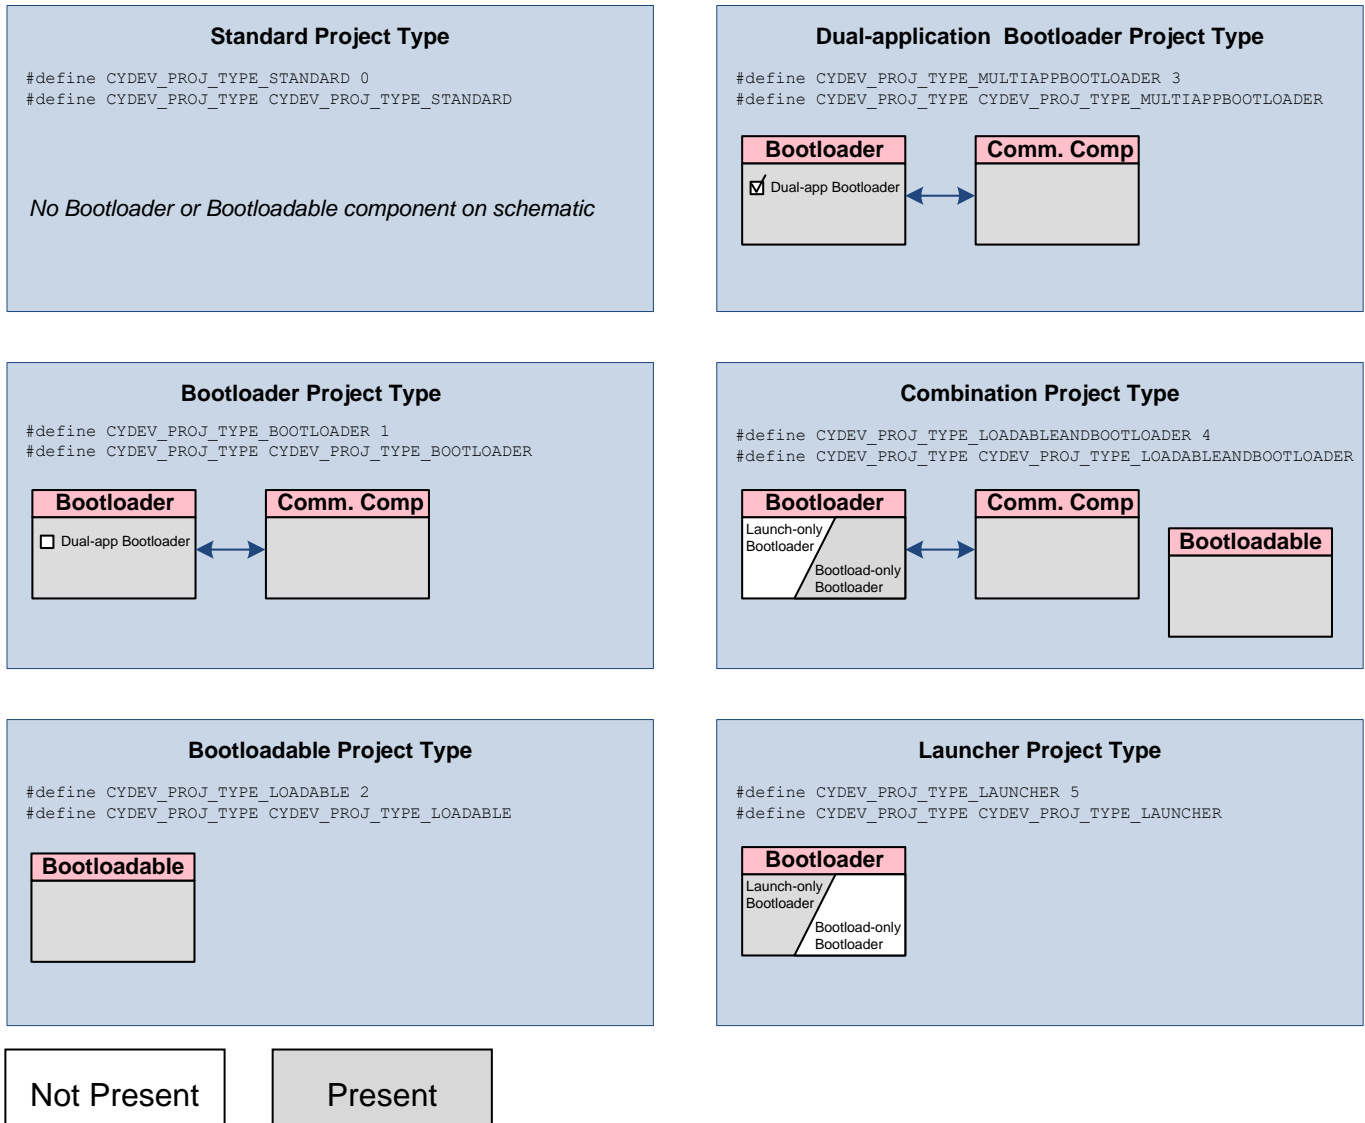 Standard Project Type
#define CYDEV_PROJ_TYPE_STANDARD 0
#define CYDEV_PROJ_TYPE CYDEV_PROJ_TYPE_STANDARD
No Bootloader or Bootloadable component on schematic
Dual-application Bootloader Project Type
#define CYDEV_PROJ_TYPE_MULTIAPPBOOTLOADER 3
#define CYDEV_PROJ_TYPE CYDEV_PROJ_TYPE_MULTIAPPBOOTLOADER
Bootloader
Dual-app Bootloader
Comm. Comp
Bootloader Project Type
#define CYDEV_PROJ_TYPE_BOOTLOADER 1
#define CYDEV_PROJ_TYPE CYDEV_PROJ_TYPE_BOOTLOADER
Bootloader
Dual-app Bootloader
Comm. Comp
Combination Project Type
#define CYDEV_PROJ_TYPE_LOADABLEANDBOOTLOADER 4
#define CYDEV_PROJ_TYPE CYDEV_PROJ_TYPE_LOADABLEANDBOOTLOADER
Bootloader
Launch-only
Bootloader
Bootload-only
Bootloader
Comm. Comp
Bootloadable
Bootloadable Project Type
#define CYDEV_PROJ_TYPE_LOADABLE 2
#define CYDEV_PROJ_TYPE CYDEV_PROJ_TYPE_LOADABLE
Bootloadable
Launcher Project Type
#define CYDEV_PROJ_TYPE_LAUNCHER 5
#define CYDEV_PROJ_TYPE CYDEV_PROJ_TYPE_LAUNCHER
Bootloader
Launch-only
Bootloader
Bootload-only
Bootloader
Not Present
Present